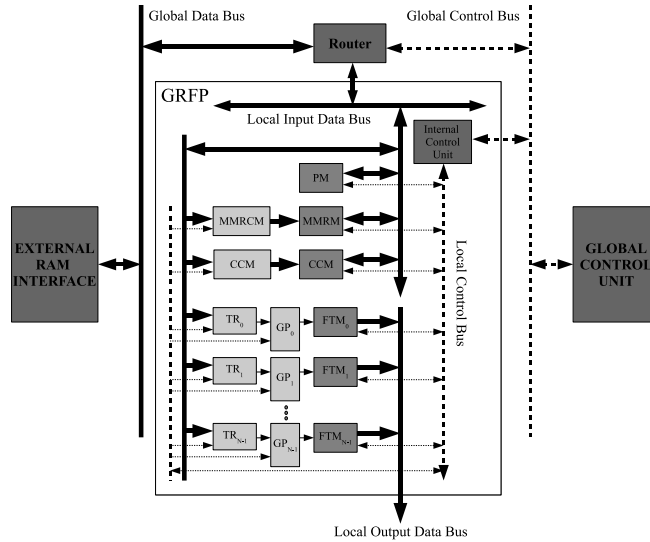 Global Data Bus
Global Control Bus
Router
GRFP
Local Input Data Bus
Internal
Control
Unit
PM
MMRCM
MMRM
CCM
CCM
EXTERNAL
RAM
INTERFACE
GLOBAL
CONTROL
UNIT
Local Control Bus
TR0
GP0
FTM0
TR1
GP1
FTM1
TRN-1
GPN-1
FTMN-1
Local Output Data Bus